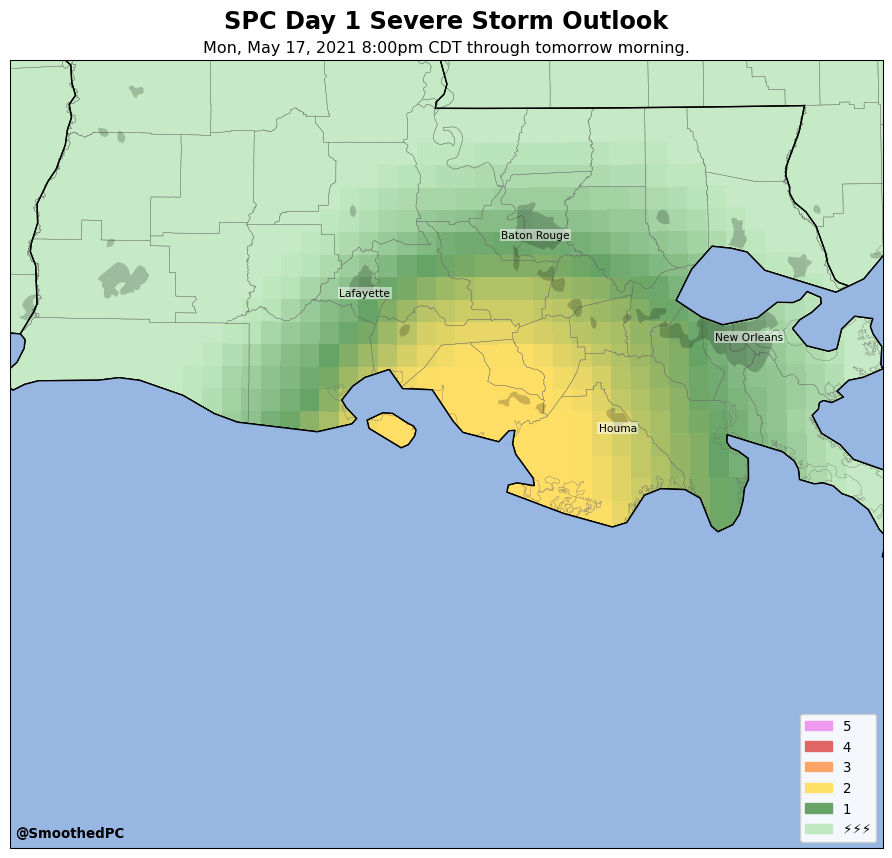 SPC Day 1 Severe Storm Outlook
Mon, May 17, 2021 8:00pm CDT through tomorrow morning.
Baton Rouge
Lafayette
New Orleans
Houma
5
4
3
2
1
⚡⚡⚡
@SmoothedPC